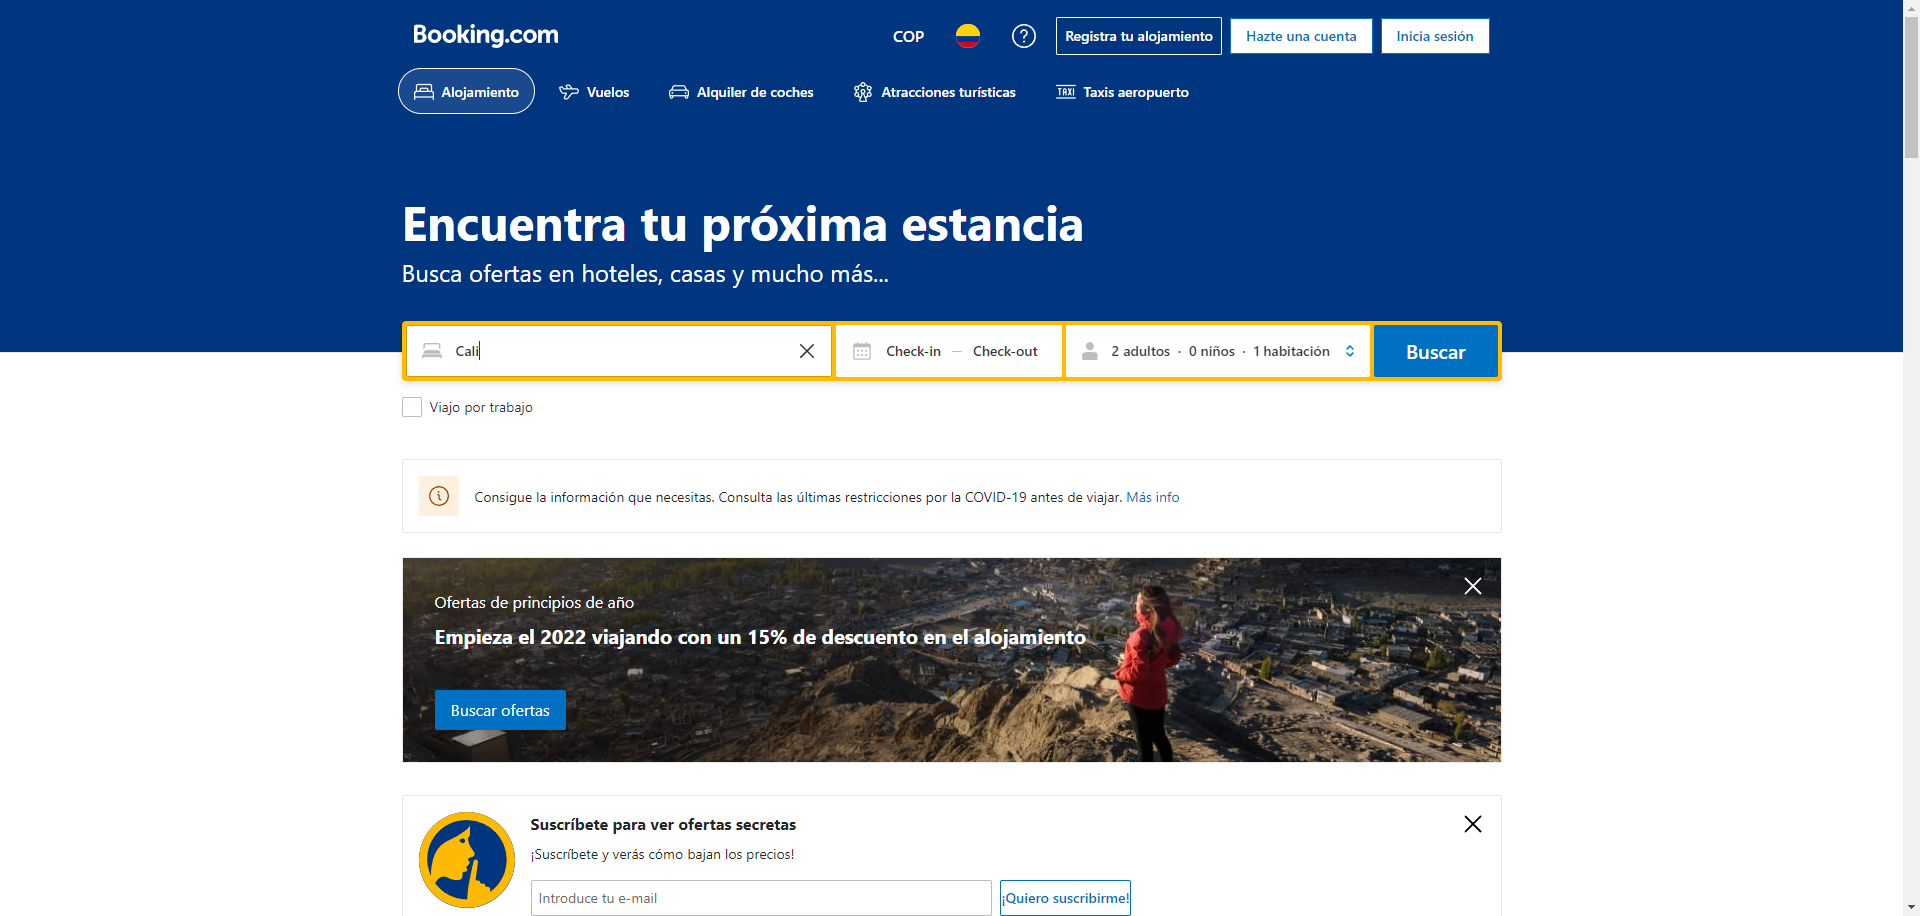 Booking.com
COP
Registra tu alojamiento
Hazte una cuenta
Inicia sesión
Alojamiento
Vuelos
Alquiler de coches
Atracciones turísticas
TAXI
Taxis aeropuerto
Encuentra tu próxima estancia
Busca ofertas en hoteles, casas y mucho más...
Cali
Check-in — Check-out
2 adultos · 0 niños · 1 habitación
Buscar
Viajo por trabajo
Consigue la información que necesitas. Consulta las últimas restricciones por la COVID-19 antes de viajar. Más info
Ofertas de principios de año
Empieza el 2022 viajando con un 15% de descuento en el alojamiento
Buscar ofertas
Suscríbete para ver ofertas secretas
¡Suscríbete y verás cómo bajan los precios!
Introduce tu e-mail
¡Quiero suscribirme!